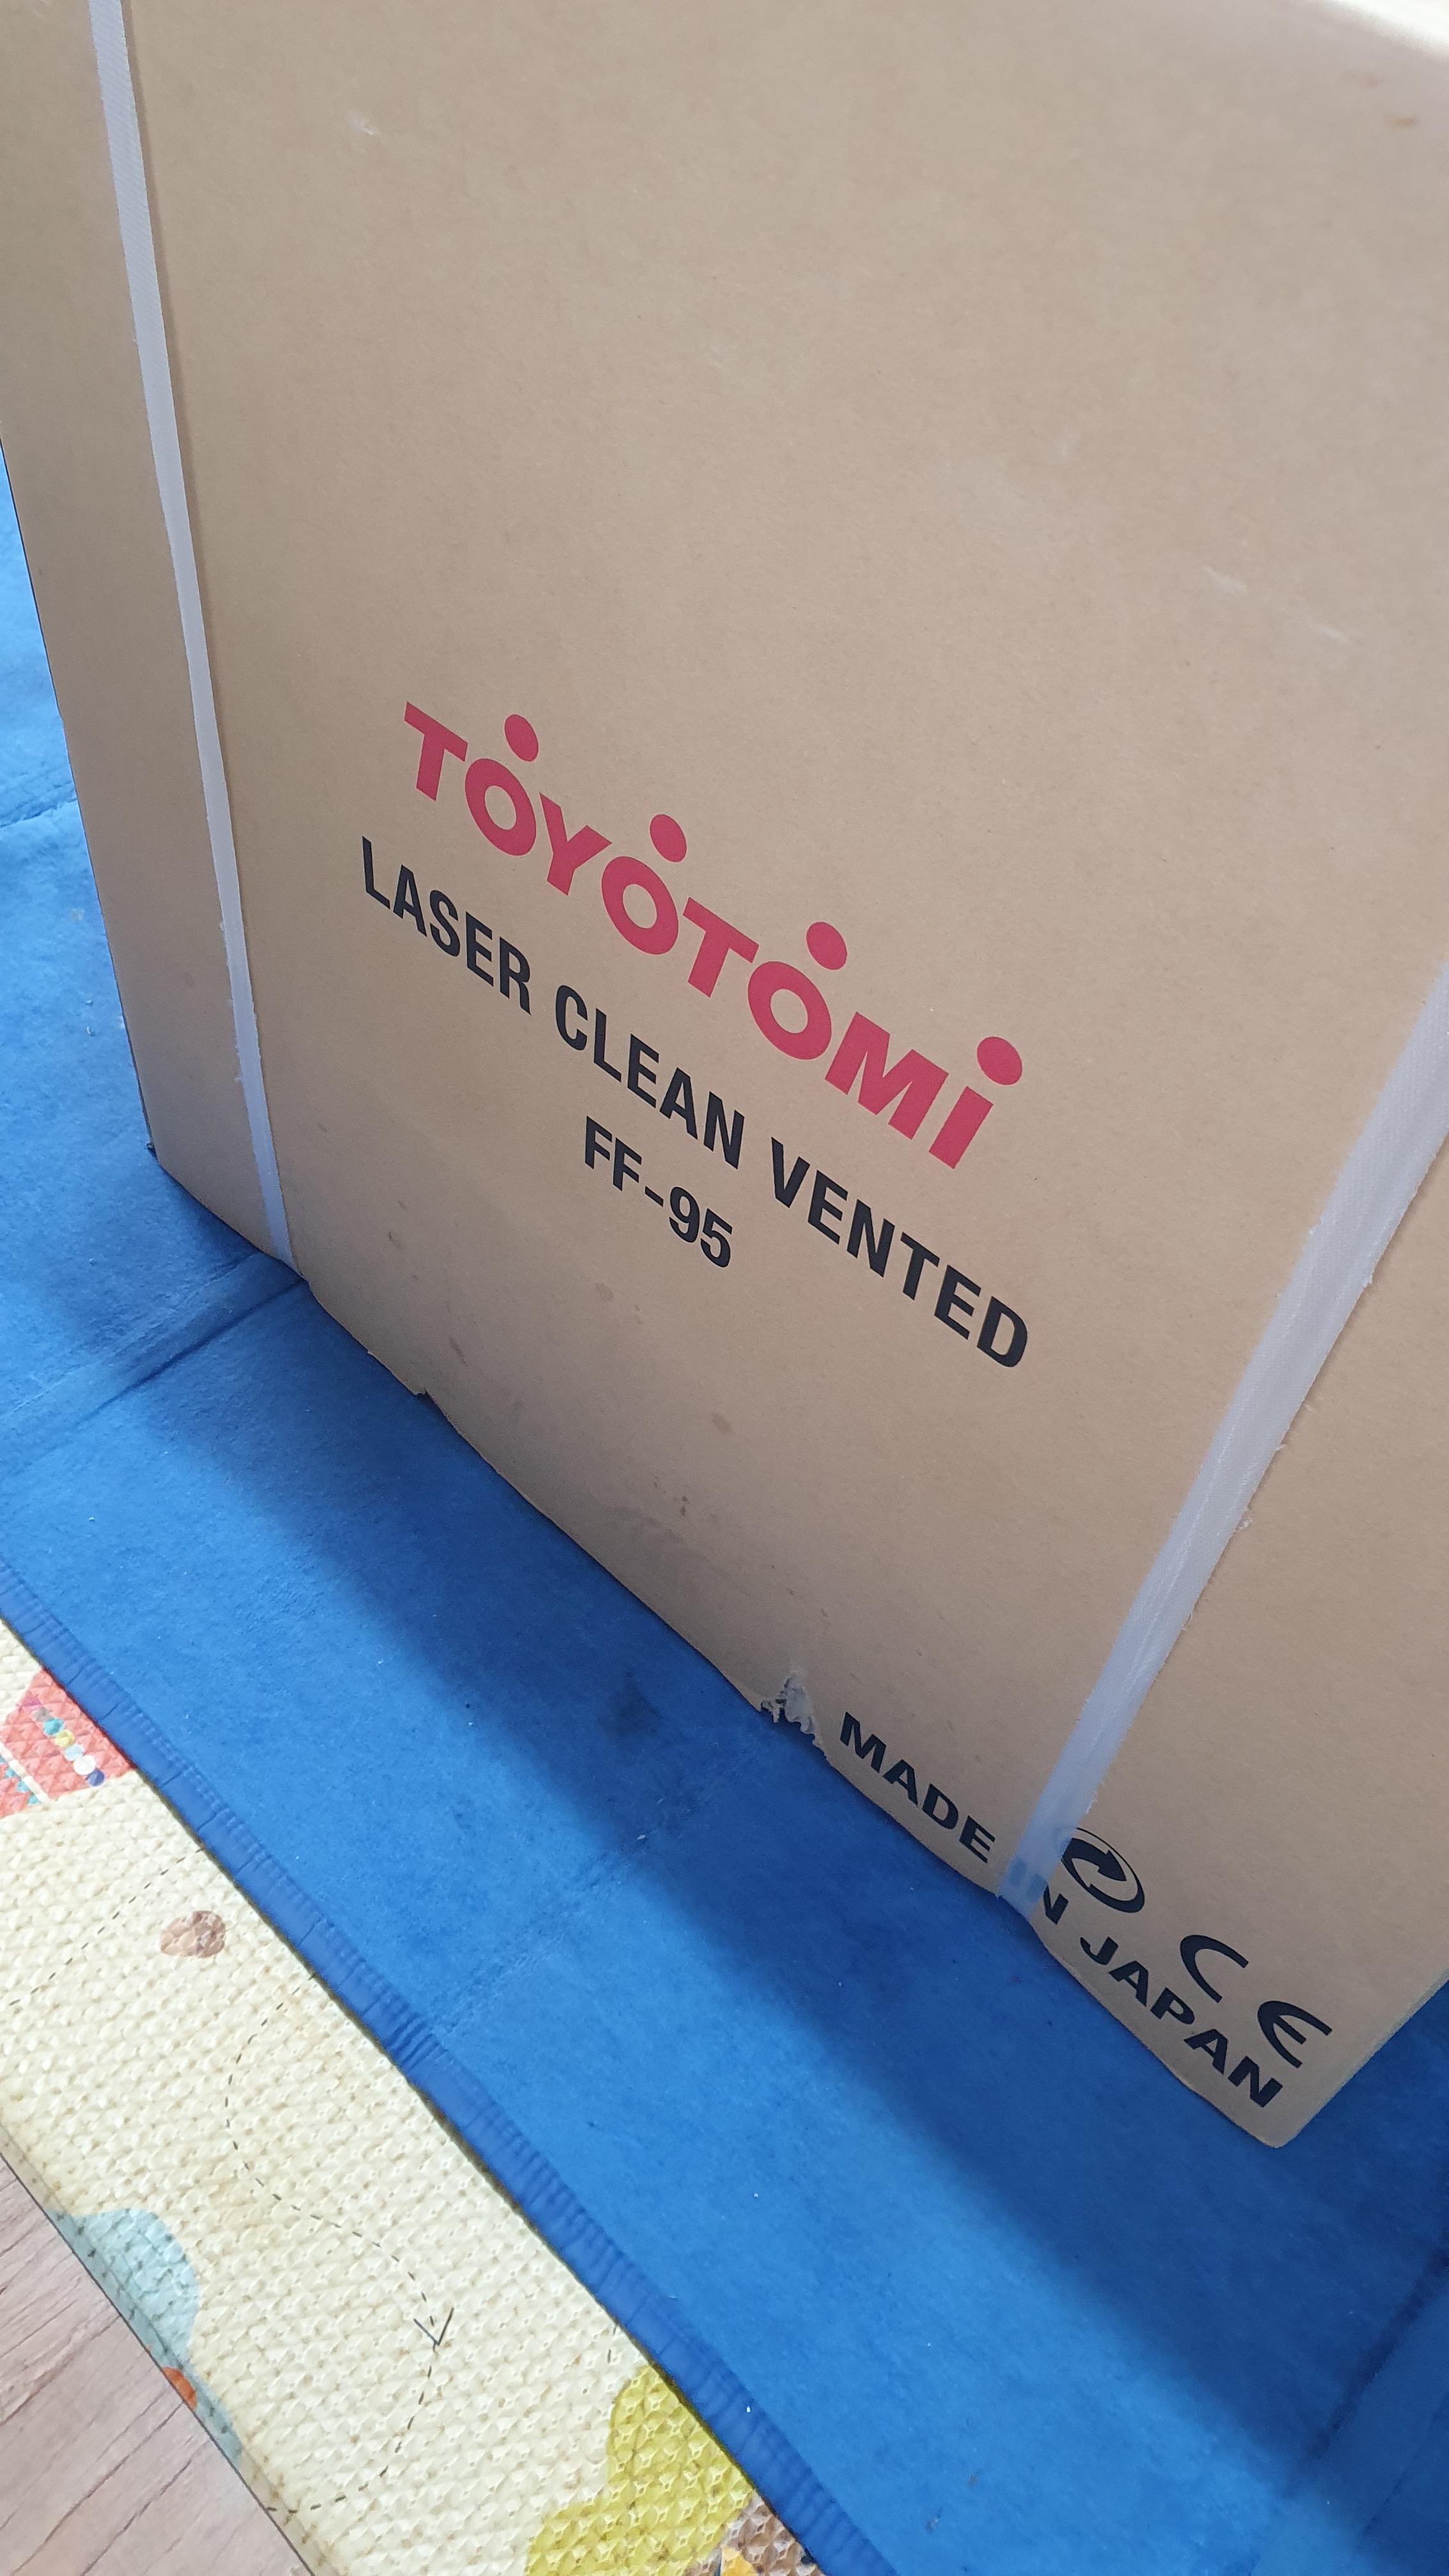 TOYOTOMi
LASER CLEAN VENTED
FF-95
CE
MADE IN JAPAN